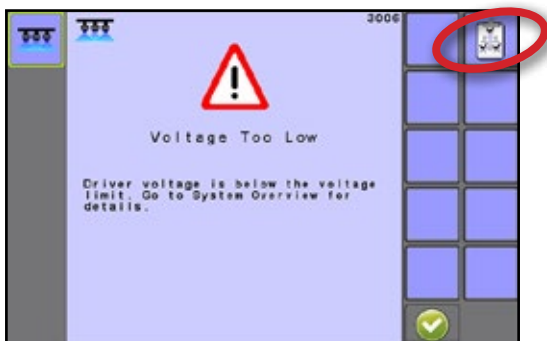 3006
Voltage Too Low
Driver voltage is below the voltage
limit. Go to System Overview for
details.